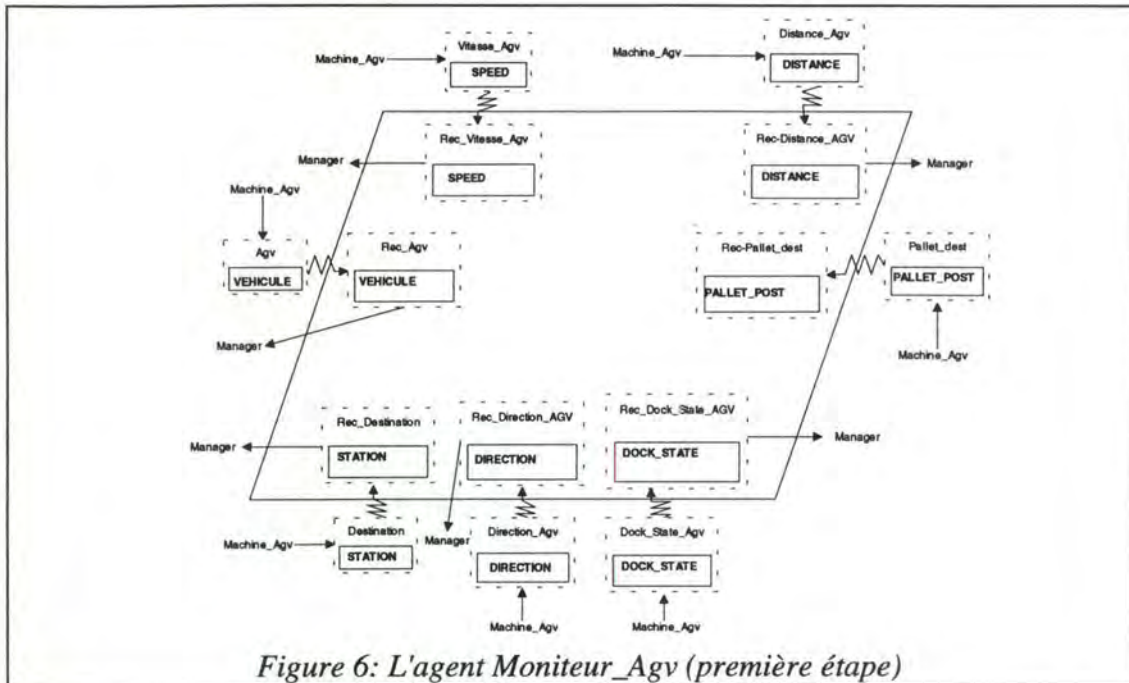 Vitesse_Agv
Distance_Agv
Machine_Agv
SPEED
Machine_Agv
DISTANCE
Rec_Vitesse_Agv
Rec-Distance_AGV
Manager
SPEED
DISTANCE
Manager
Machine_Agv
Agv
Rec_Agv
Rec-Pallet_dest
Pallet_dest
VEHICULE
VEHICULE
PALLET_POST
PALLET_POST
Manager
Machine_Agv
Rec_Destination
Rec_Direction_AGV
Rec_Dock_State_AGV
Manager
STATION
DIRECTION
DOCK_STATE
Manager
Destination
Manager
Direction_Agv
Dock_State_Agv
Machine_Agv
STATION
DIRECTION
DOCK_STATE
Machine_Agv
Machine_Agv
Figure 6: L'agent Moniteur_Agv (première étape)